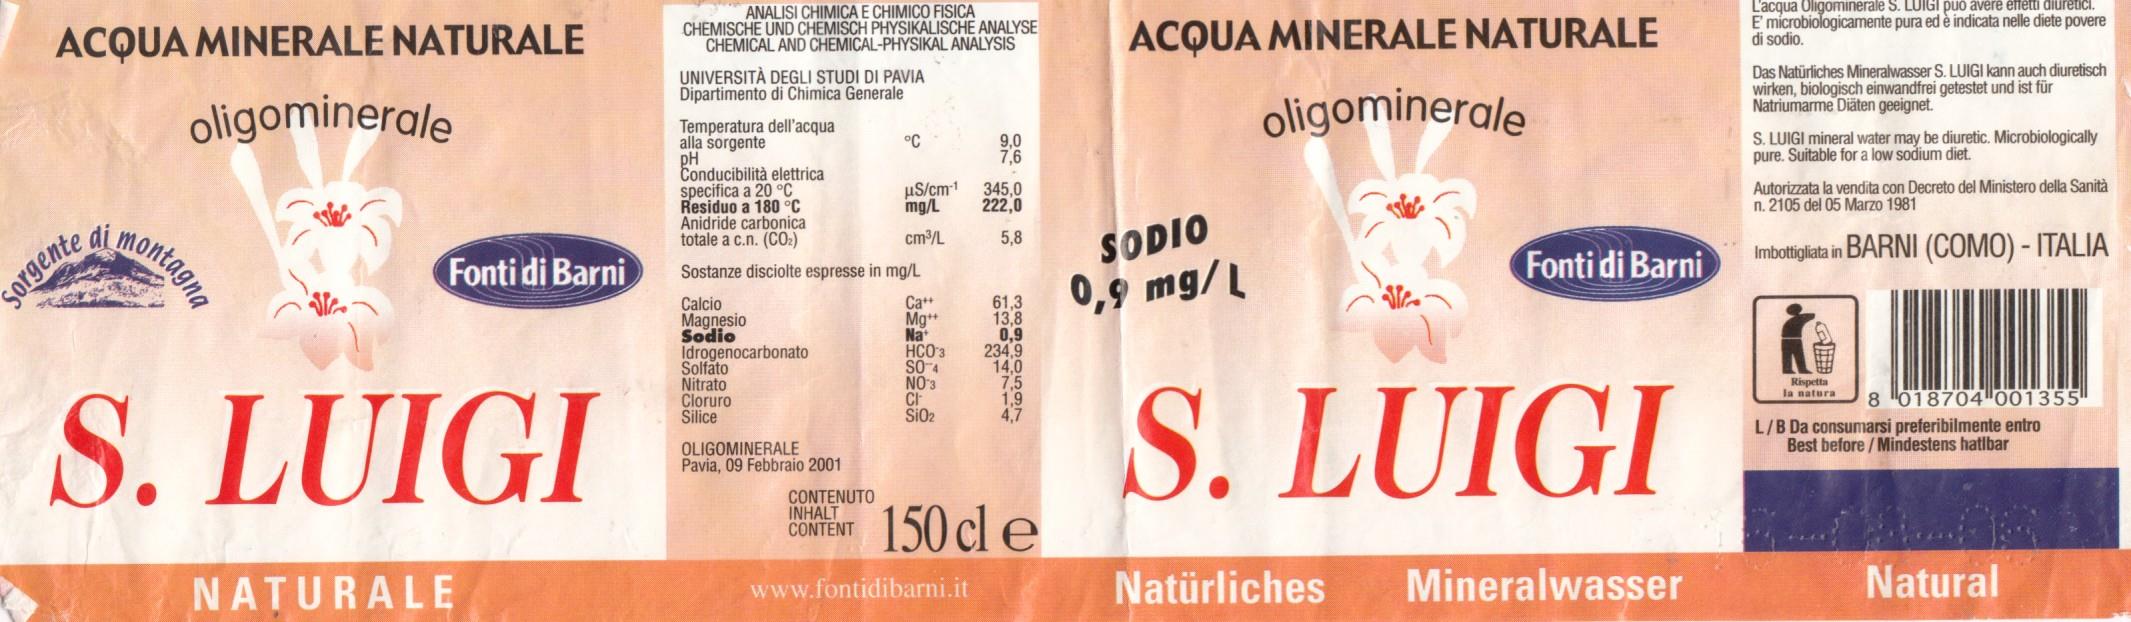 ACQUA MINERALE NATURALE
oligominerale
Sorgente di montagna
Fonti di Barni
S. LUIGI
NATURALE
ANALISI CHIMICA E CHIMICO FISICA
CHEMISCHE UND CHEMISCH PHYSIKALISCHE ANALYSE
CHEMICAL AND CHEMICAL-PHYSIKAL ANALYSIS
UNIVERSITÀ DEGLI STUDI DI PAVIA
Dipartimento di Chimica Generale
Temperatura dell'acqua
alla sorgente °C 9,0
pH 7,6
Conducibilità elettrica
specifica a 20 °C µS/cm-1 345,0
Residuo a 180 °C mg/L 222,0
Anidride carbonica
totale a c.n. (CO2) cm³/L 5,8
Sostanze disciolte espresse in mg/L
Calcio Ca++ 61,3
Magnesio Mg++ 13,8
Sodio Na+ 0,9
Idrogenocarbonato HCO-3 234,9
Solfato SO--4 14,0
Nitrato NO-3 7,5
Cloruro Cl- 1,9
Silice SiO2 4,7
OLIGOMINERALE
Pavia, 09 Febbraio 2001
CONTENUTO
INHALT
CONTENT
150 cl e
www.fontidibarni.it
ACQUA MINERALE NATURALE
oligominerale
SODIO
0,9 mg/L
Fonti di Barni
S. LUIGI
Natürliches Mineralwasser
L'acqua Oligominerale S. LUIGI può avere effetti diuretici.
E' microbiologicamente pura ed è indicata nelle diete povere
di sodio.
Das Natürliches Mineralwasser S. LUIGI kann auch diuretisch
wirken, biologisch einwandfrei getestet und ist für
Natriumarme Diäten geeignet.
S. LUIGI mineral water may be diuretic. Microbiologically
pure. Suitable for a low sodium diet.
Autorizzata la vendita con Decreto del Ministero della Sanità
n. 2105 del 05 Marzo 1981
Imbottigliata in BARNI (COMO) - ITALIA
Rispetta
la natura
8 018704 001355
L / B Da consumarsi preferibilmente entro
Best before / Mindestens hatlbar
Natural